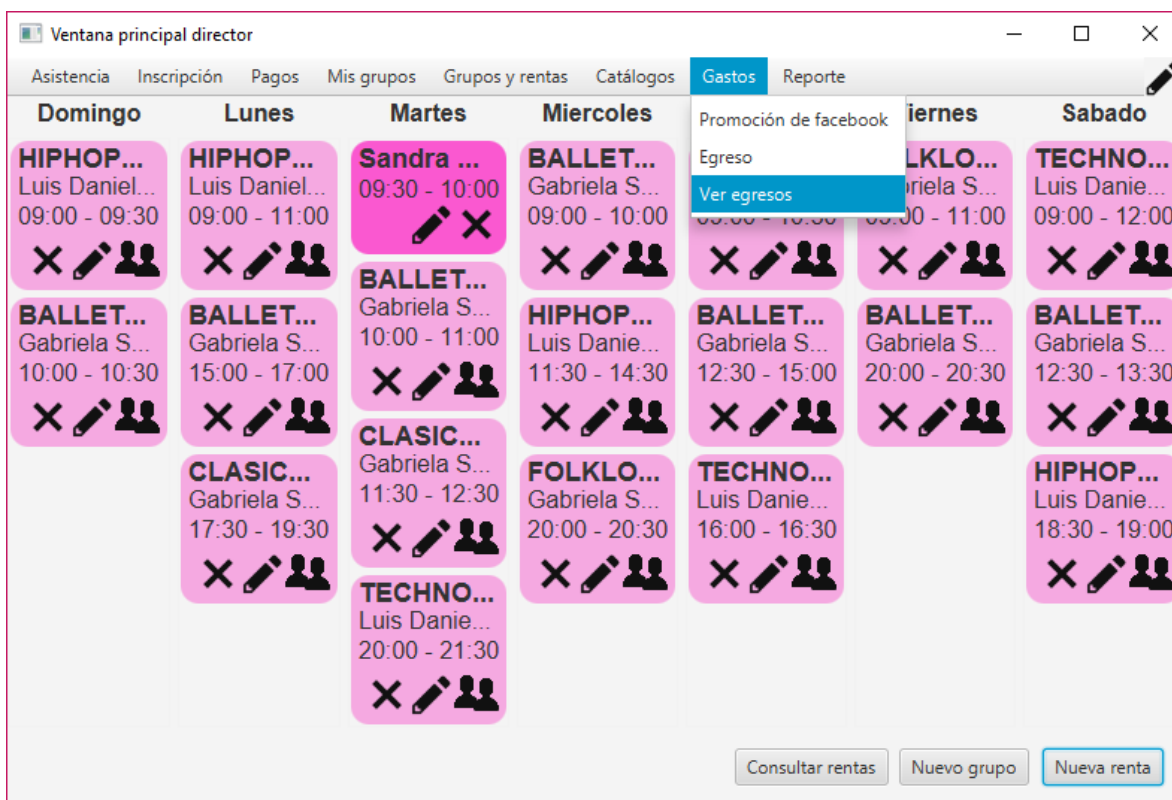 Ventana principal director
Asistencia Inscripción Pagos Mis grupos Grupos y rentas Catálogos Gastos Reporte
Promoción de facebook
Egreso
Ver egresos
Domingo
HIPHOP...
Luis Daniel...
09:00 - 09:30
BALLET...
Gabriela S...
10:00 - 10:30
Lunes
HIPHOP...
Luis Daniel...
09:00 - 11:00
BALLET...
Gabriela S...
15:00 - 17:00
CLASIC...
Gabriela S...
17:30 - 19:30
Martes
Sandra ...
09:30 - 10:00
BALLET...
Gabriela S...
10:00 - 11:00
CLASIC...
Gabriela S...
11:30 - 12:30
TECHNO...
Luis Danie...
20:00 - 21:30
Miercoles
BALLET...
Gabriela S...
09:00 - 10:00
HIPHOP...
Luis Danie...
11:30 - 14:30
FOLKLO...
Gabriela S...
20:00 - 20:30
BALLET...
Gabriela S...
12:30 - 15:00
TECHNO...
Luis Danie...
16:00 - 16:30
iernes
LKLO...
riela S...
09:00 - 11:00
BALLET...
Gabriela S...
20:00 - 20:30
Sabado
TECHNO...
Luis Danie...
09:00 - 12:00
BALLET...
Gabriela S...
12:30 - 13:30
HIPHOP...
Luis Danie...
18:30 - 19:00
Consultar rentas Nuevo grupo Nueva renta